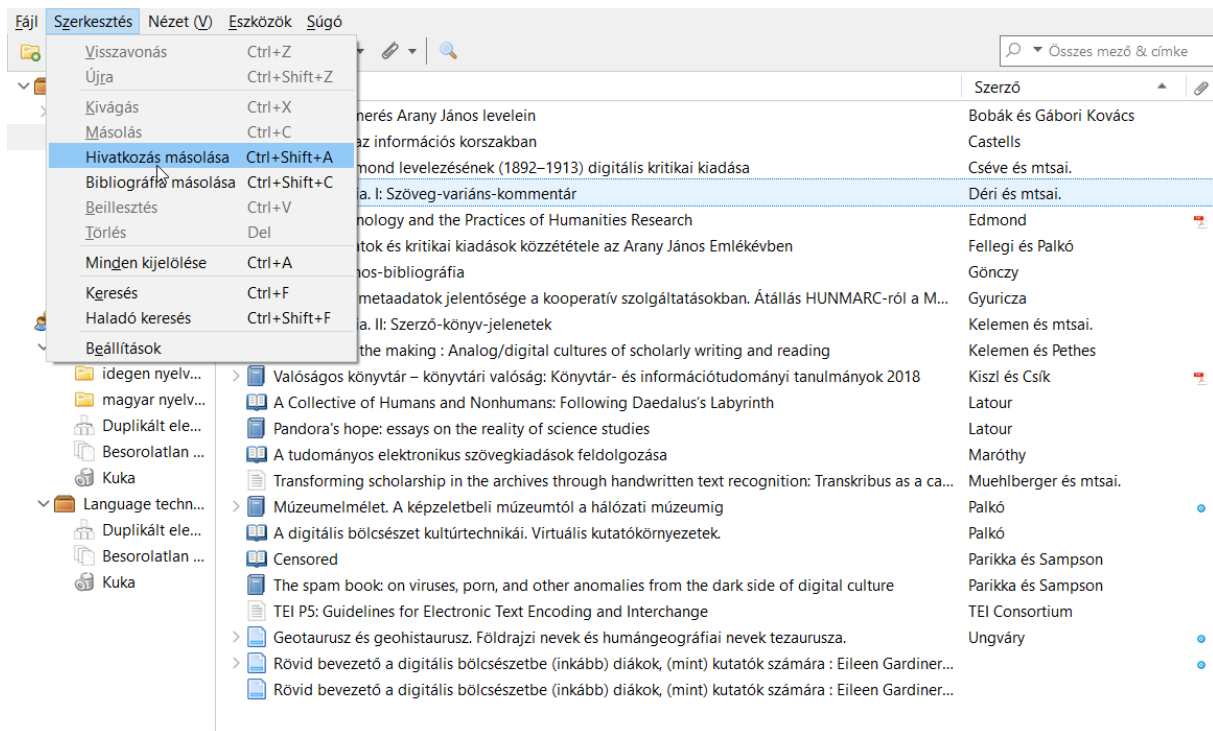 Fájl Szerkesztés Nézet (V) Eszközök Súgó
Összes mező & címke
Visszavonás Ctrl+Z
Újra Ctrl+Shift+Z
Kivágás Ctrl+X
Másolás Ctrl+C
Hivatkozás másolása Ctrl+Shift+A
Bibliográfia másolása Ctrl+Shift+C
Beillesztés Ctrl+V
Törlés Del
Minden kijelölése Ctrl+A
Keresés Ctrl+F
Haladó keresés Ctrl+Shift+F
Beállítások
idegen nyelv...
magyar nyelv...
Duplikált ele...
Besorolatlan ...
Kuka
Language techn...
Duplikált ele...
Besorolatlan ...
Kuka
Szerző
merés Arany János levelein Bobák és Gábori Kovács
az információs korszakban Castells
mond levelezésének (1892–1913) digitális kritikai kiadása Cséve és mtsai.
a. I: Szöveg-variáns-kommentár Déri és mtsai.
nology and the Practices of Humanities Research Edmond
tok és kritikai kiadások közzététele az Arany János Emlékévben Fellegi és Palkó
nos-bibliográfia Gönczy
metaadatok jelentősége a kooperatív szolgáltatásokban. Átállás HUNMARC-ról a M... Gyuricza
a. II: Szerző-könyv-jelenetek Kelemen és mtsai.
the making : Analog/digital cultures of scholarly writing and reading Kelemen és Pethes
Valóságos könyvtár – könyvtári valóság: Könyvtár- és információtudományi tanulmányok 2018 Kiszl és Csík
A Collective of Humans and Nonhumans: Following Daedalus's Labyrinth Latour
Pandora's hope: essays on the reality of science studies Latour
A tudományos elektronikus szövegkiadások feldolgozása Maróthy
Transforming scholarship in the archives through handwritten text recognition: Transkribus as a ca... Muehlberger és mtsai.
Múzeumelmélet. A képzeletbeli múzeumtól a hálózati múzeumig Palkó
A digitális bölcsészet kultúrtechnikái. Virtuális kutatókörnyezetek. Palkó
Censored Parikka és Sampson
The spam book: on viruses, porn, and other anomalies from the dark side of digital culture Parikka és Sampson
TEI P5: Guidelines for Electronic Text Encoding and Interchange TEI Consortium
Geotaurusz és geohistaurusz. Földrajzi nevek és humángeográfiai nevek tezaurusza. Ungváry
Rövid bevezető a digitális bölcsészetbe (inkább) diákok, (mint) kutatók számára : Eileen Gardiner...
Rövid bevezető a digitális bölcsészetbe (inkább) diákok, (mint) kutatók számára : Eileen Gardiner...